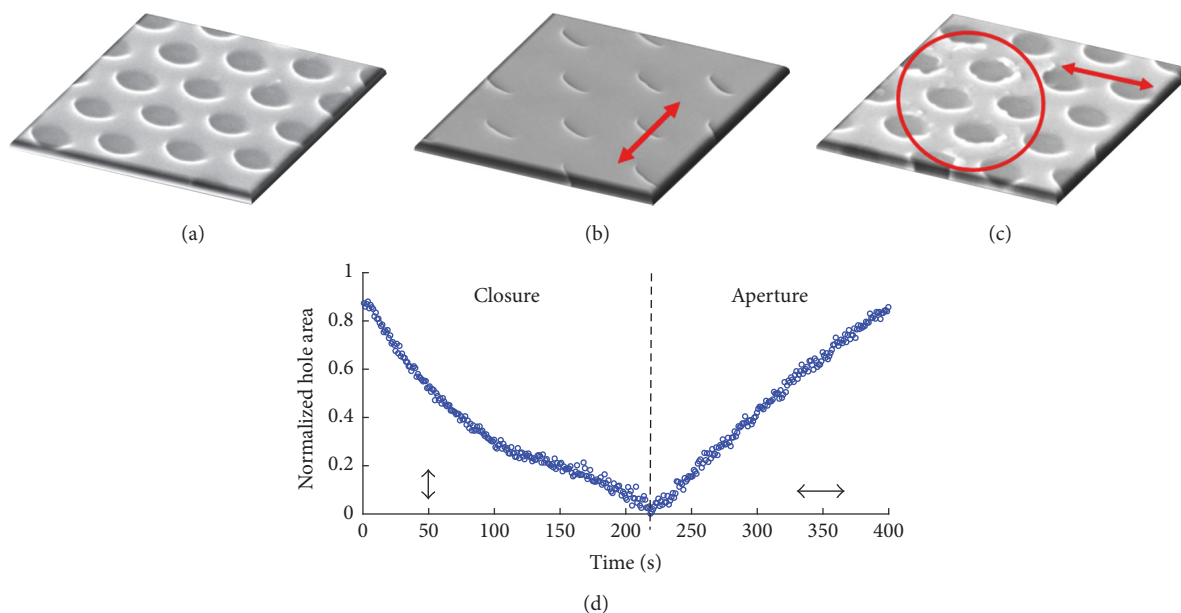 (a)
(b)
(c)
Closure
Aperture
Normalized hole area
1
0.8
0.6
0.4
0.2
0
0 50 100 150 200 250 300 350 400
Time (s)
(d)